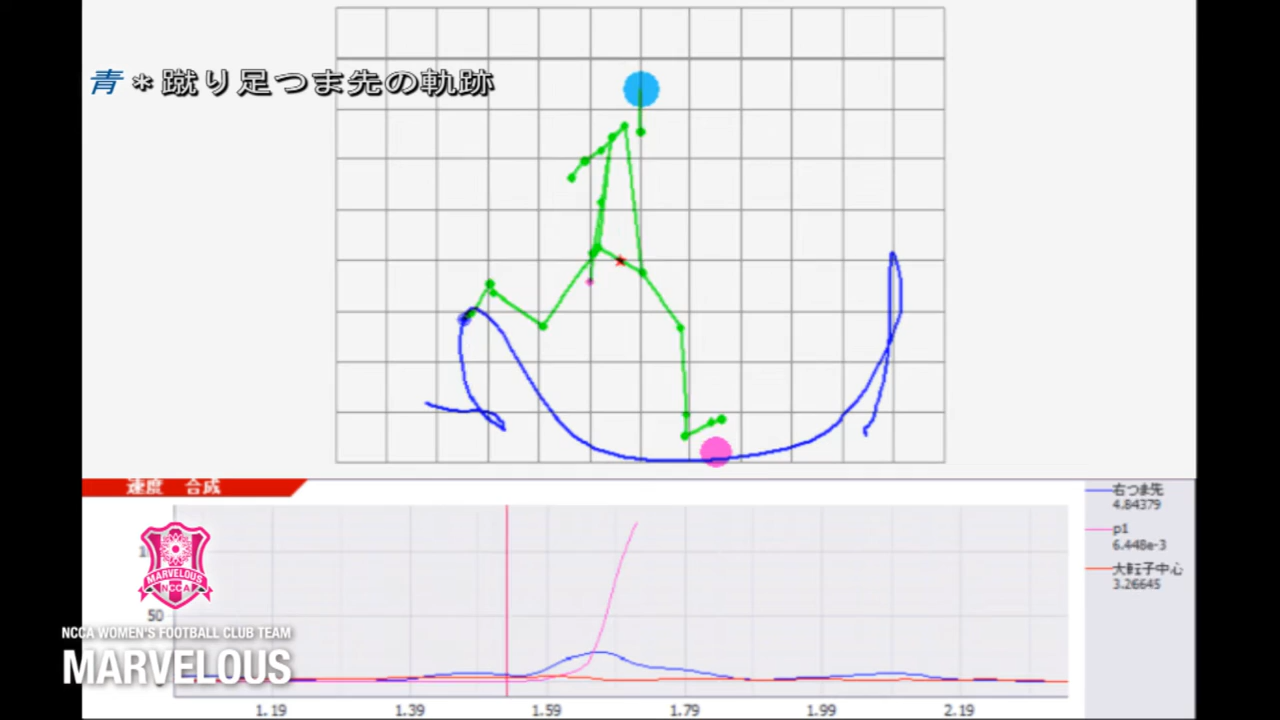 青＊蹴り足つま先の軌跡
速度 合成
右つま先
4.84379
p1
6.448e-3
大転子中心
3.26645
50
MARVELOUS
NCCA
NCCA WOMEN'S FOOTBALL CLUB TEAM
MARVELOUS
1.19 1.39 1.59 1.79 1.99 2.19